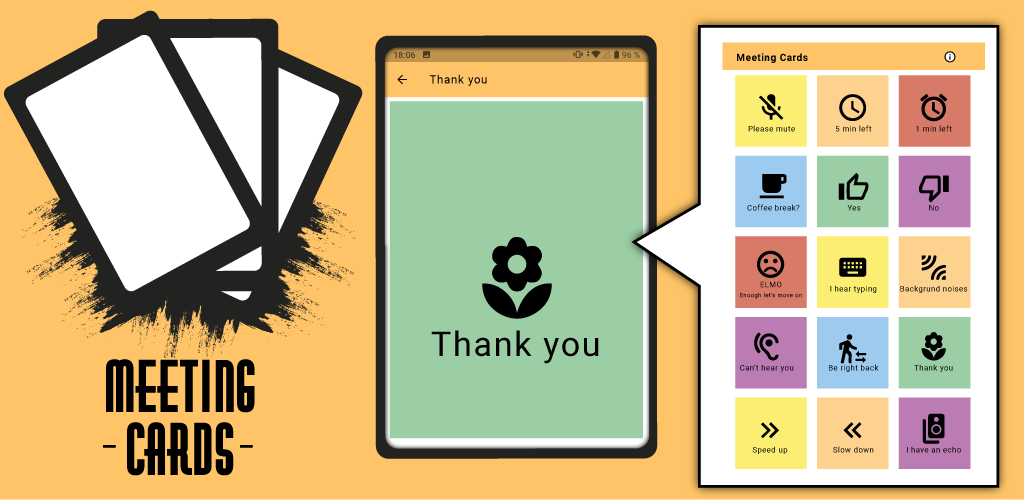 MEETING
- CARDS -
18:06
96 %
Thank you
Thank you
Meeting Cards
Please mute
5 min left
1 min left
Coffee break?
Yes
No
ELMO
Enoogh let's move on
I hear typing
Backgrund noises
Can't hear you
Be right back
Thank you
Speed up
Slow down
I have an echo